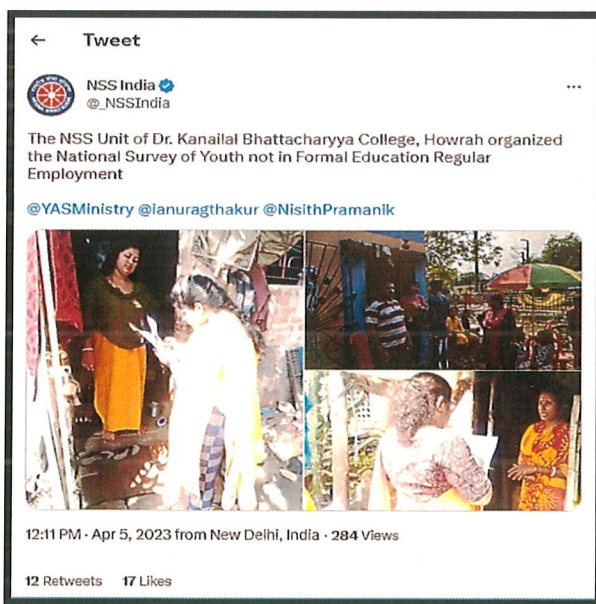 Tweet
NSS India
@_NSSIndia
The NSS Unit of Dr. Kanailal Bhattacharyya College, Howrah organized
the National Survey of Youth not in Formal Education Regular
Employment
@YASMinistry @ianuragthakur @NisithPramanik
12:11 PM · Apr 5, 2023 from New Delhi, India · 284 Views
12 Retweets 17 Likes